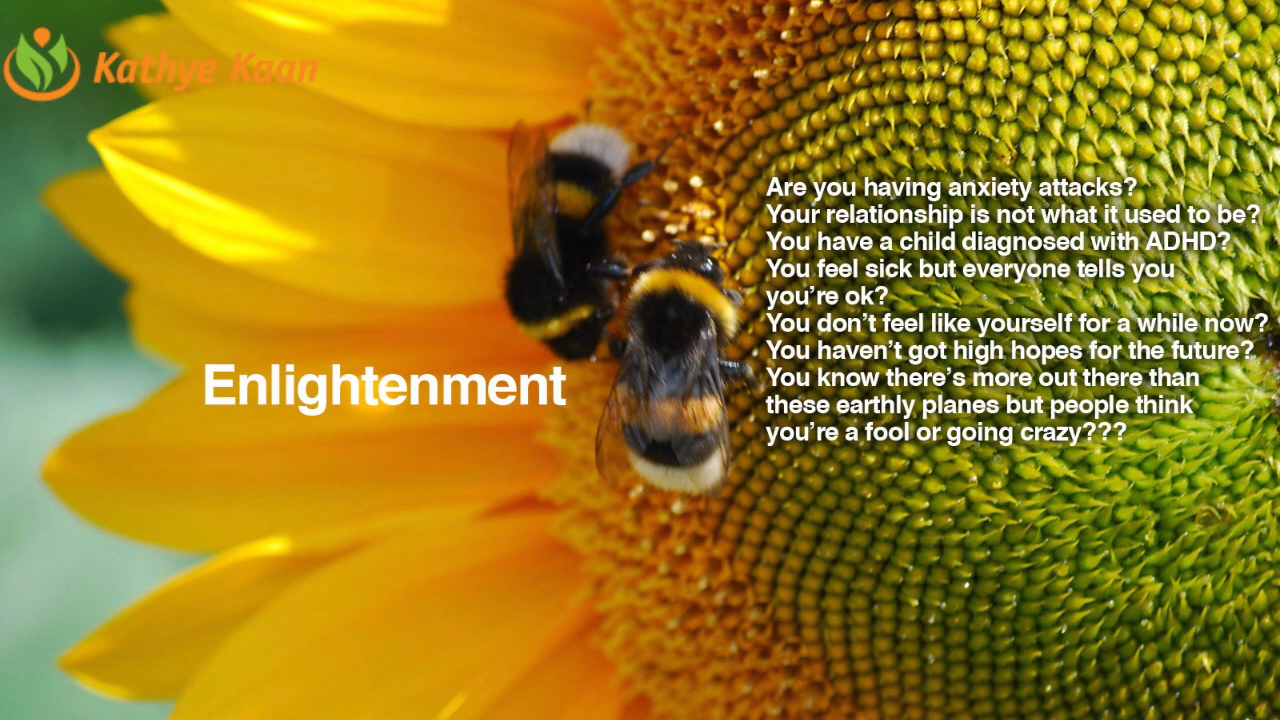 Kathye Kaan
Are you having anxiety attacks?
Your relationship is not what it used to be?
You have a child diagnosed with ADHD?
You feel sick but everyone tells you
you're ok?
You don't feel like yourself for a while now?
You haven't got high hopes for the future?
You know there's more out there than
these earthly planes but people think
you're a fool or going crazy???
Enlightenment